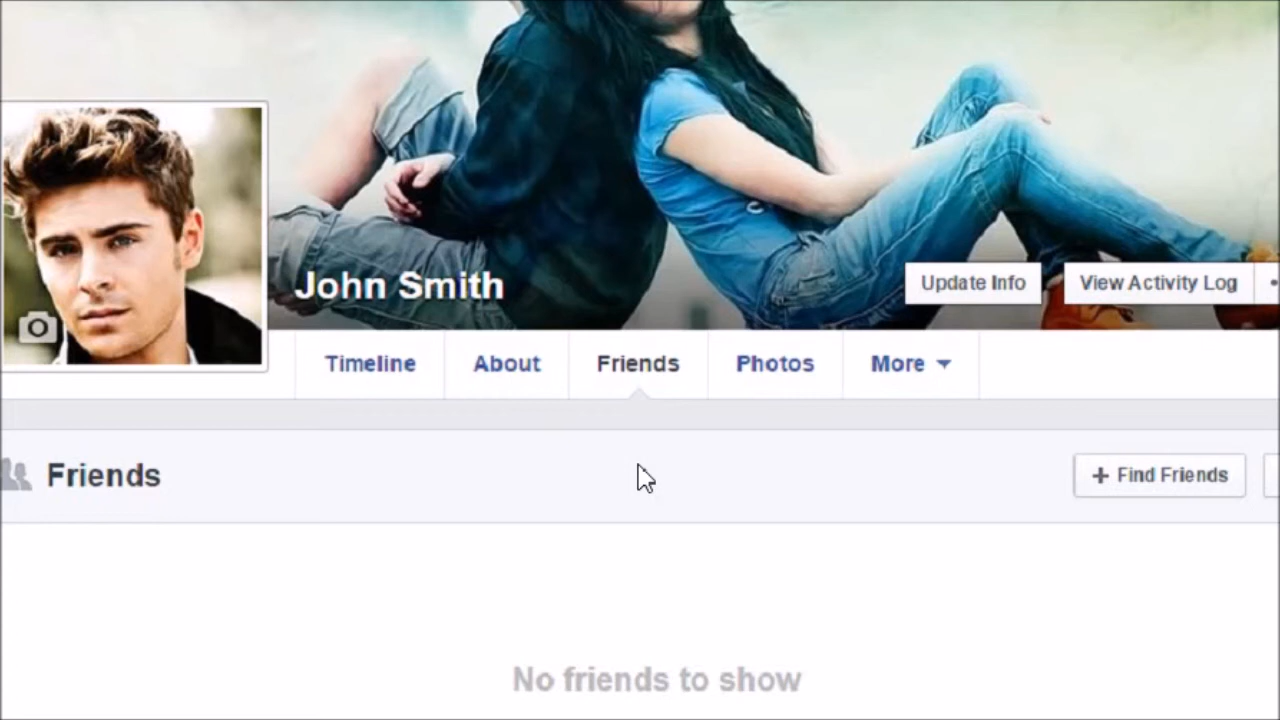 John Smith
Update Info
View Activity Log
Timeline
About
Friends
Photos
More
Friends
+ Find Friends
No friends to show